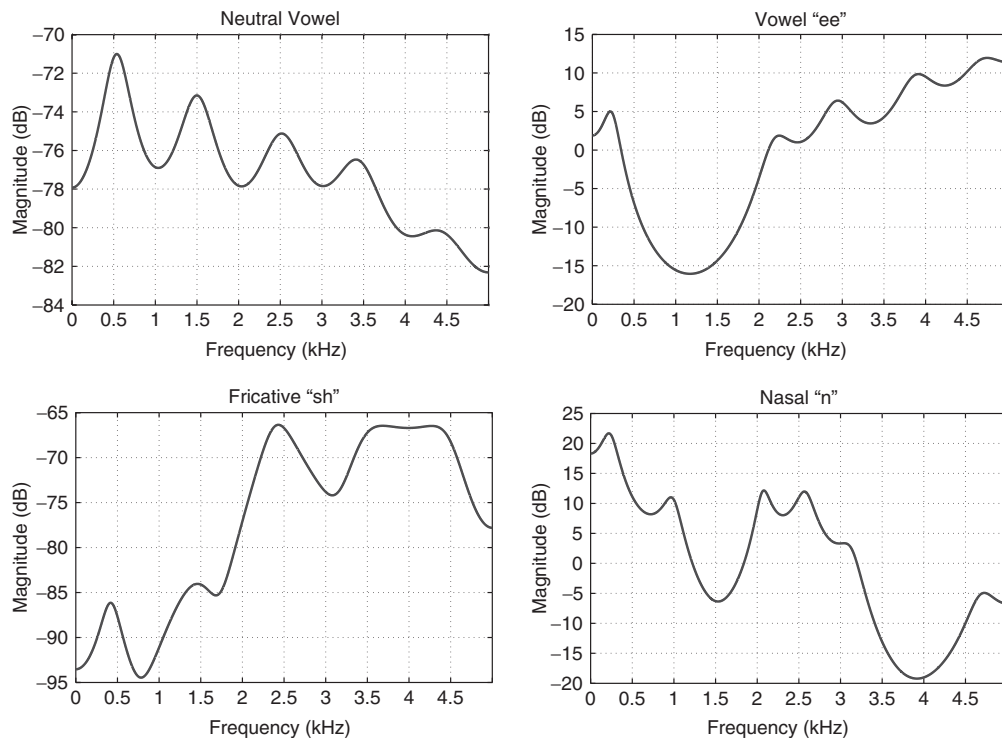 Neutral Vowel
−70
−72
−74
−76
−78
−80
−82
−84
Magnitude (dB)
0 0.5 1 1.5 2 2.5 3 3.5 4 4.5
Frequency (kHz)
Vowel “ee”
15
10
5
0
−5
−10
−15
−20
Magnitude (dB)
0 0.5 1 1.5 2 2.5 3 3.5 4 4.5
Frequency (kHz)
Fricative “sh”
−65
−70
−75
−80
−85
−90
−95
Magnitude (dB)
0 0.5 1 1.5 2 2.5 3 3.5 4 4.5
Frequency (kHz)
Nasal “n”
25
20
15
10
5
0
−5
−10
−15
−20
Magnitude (dB)
0 0.5 1 1.5 2 2.5 3 3.5 4 4.5
Frequency (kHz)